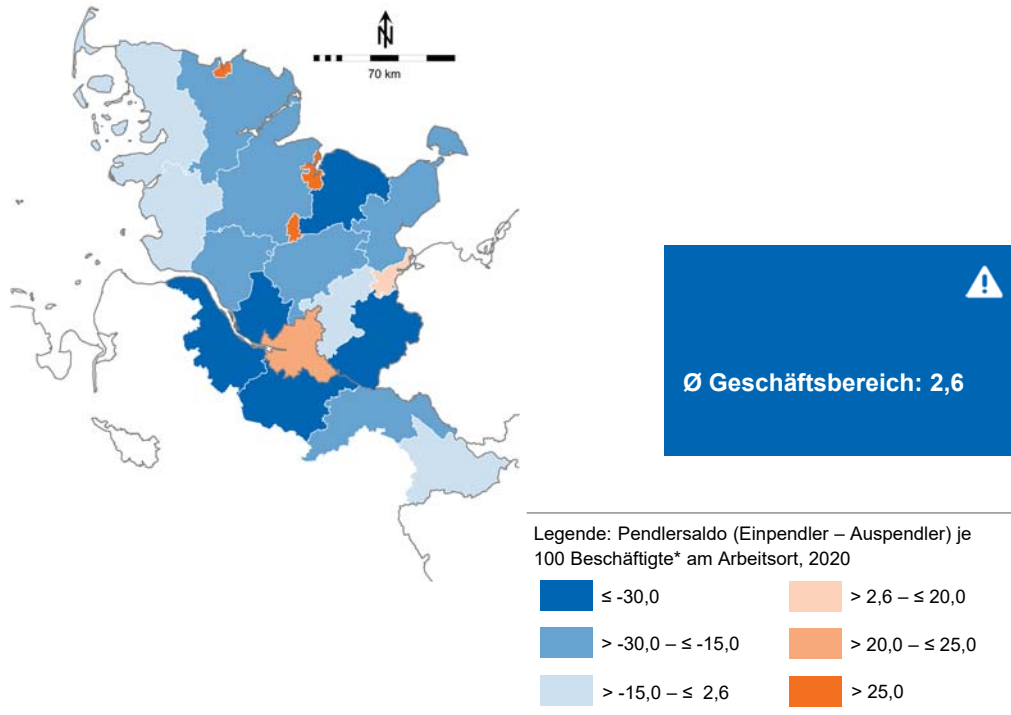 N
70 km
Ø Geschäftsbereich: 2,6
Legende: Pendlersaldo (Einpendler – Auspendler) je
100 Beschäftigte* am Arbeitsort, 2020
≤ -30,0
> 2,6 – ≤ 20,0
> -30,0 – ≤ -15,0
> 20,0 – ≤ 25,0
> -15,0 – ≤ 2,6
> 25,0